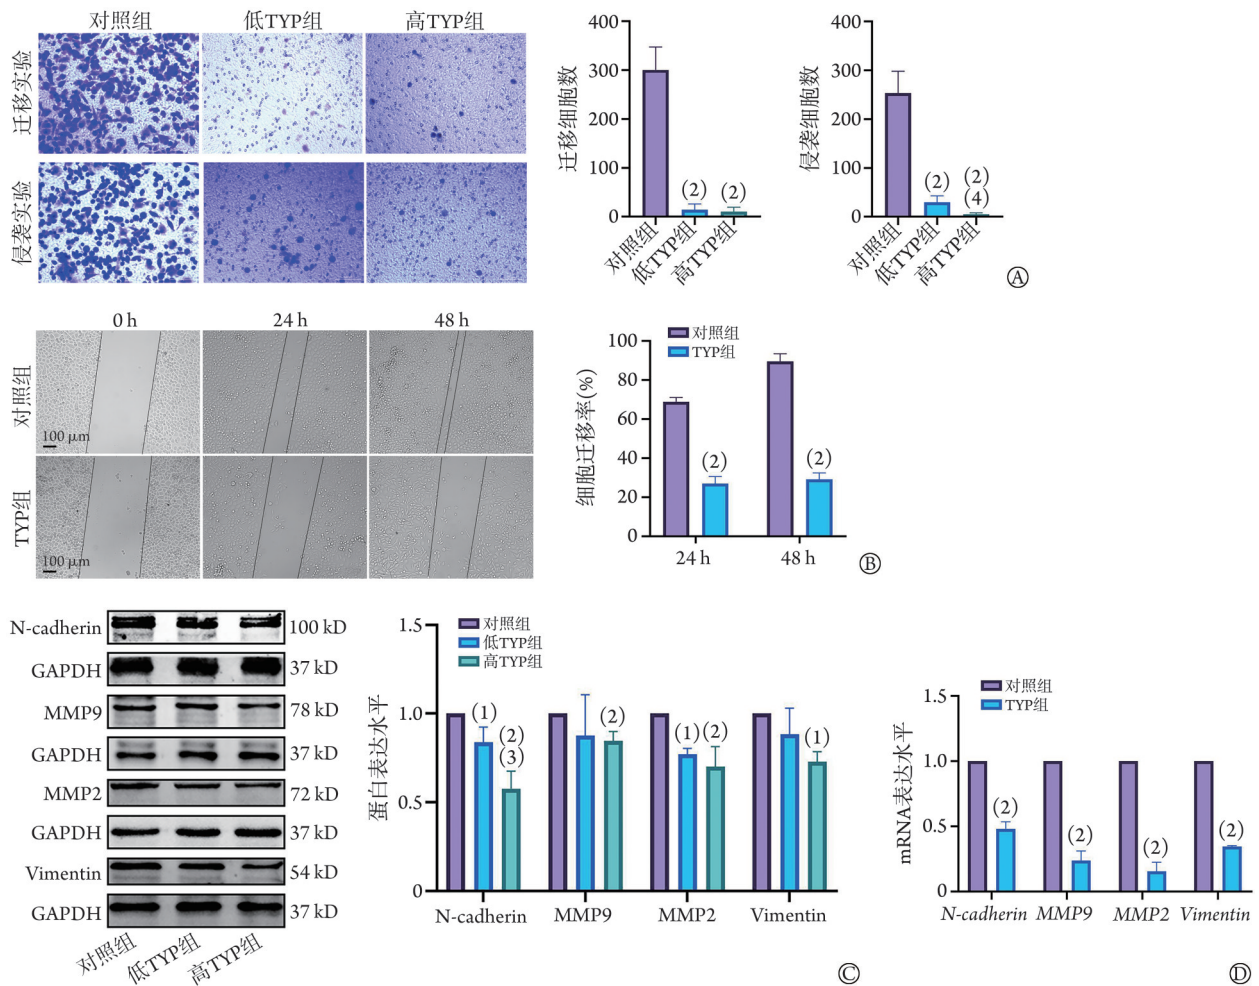 对照组 低TYP组 高TYP组
迁移实验
侵袭实验
400
300
200
100
0
迁移细胞数
(2) (2)
对照组 低TYP组 高TYP组
400
300
200
100
0
侵袭细胞数
(2) (2)
(4)
对照组 低TYP组 高TYP组
Ⓐ
0 h 24 h 48 h
对照组
100 μm
TYP组
100 μm
对照组
TYP组
100
80
60
40
20
0
细胞迁移率(%)
(2) (2)
24 h 48 h
Ⓑ
N-cadherin 100 kD
GAPDH 37 kD
MMP9 78 kD
GAPDH 37 kD
MMP2 72 kD
GAPDH 37 kD
Vimentin 54 kD
GAPDH 37 kD
对照组 低TYP组 高TYP组
对照组
低TYP组
高TYP组
1.5
1.0
0.5
0
蛋白表达水平
(1) (2)
(3) (2) (1) (2) (1)
N-cadherin MMP9 MMP2 Vimentin
Ⓒ
对照组
TYP组
1.5
1.0
0.5
0
mRNA表达水平
(2) (2) (2) (2)
N-cadherin MMP9 MMP2 Vimentin
Ⓓ